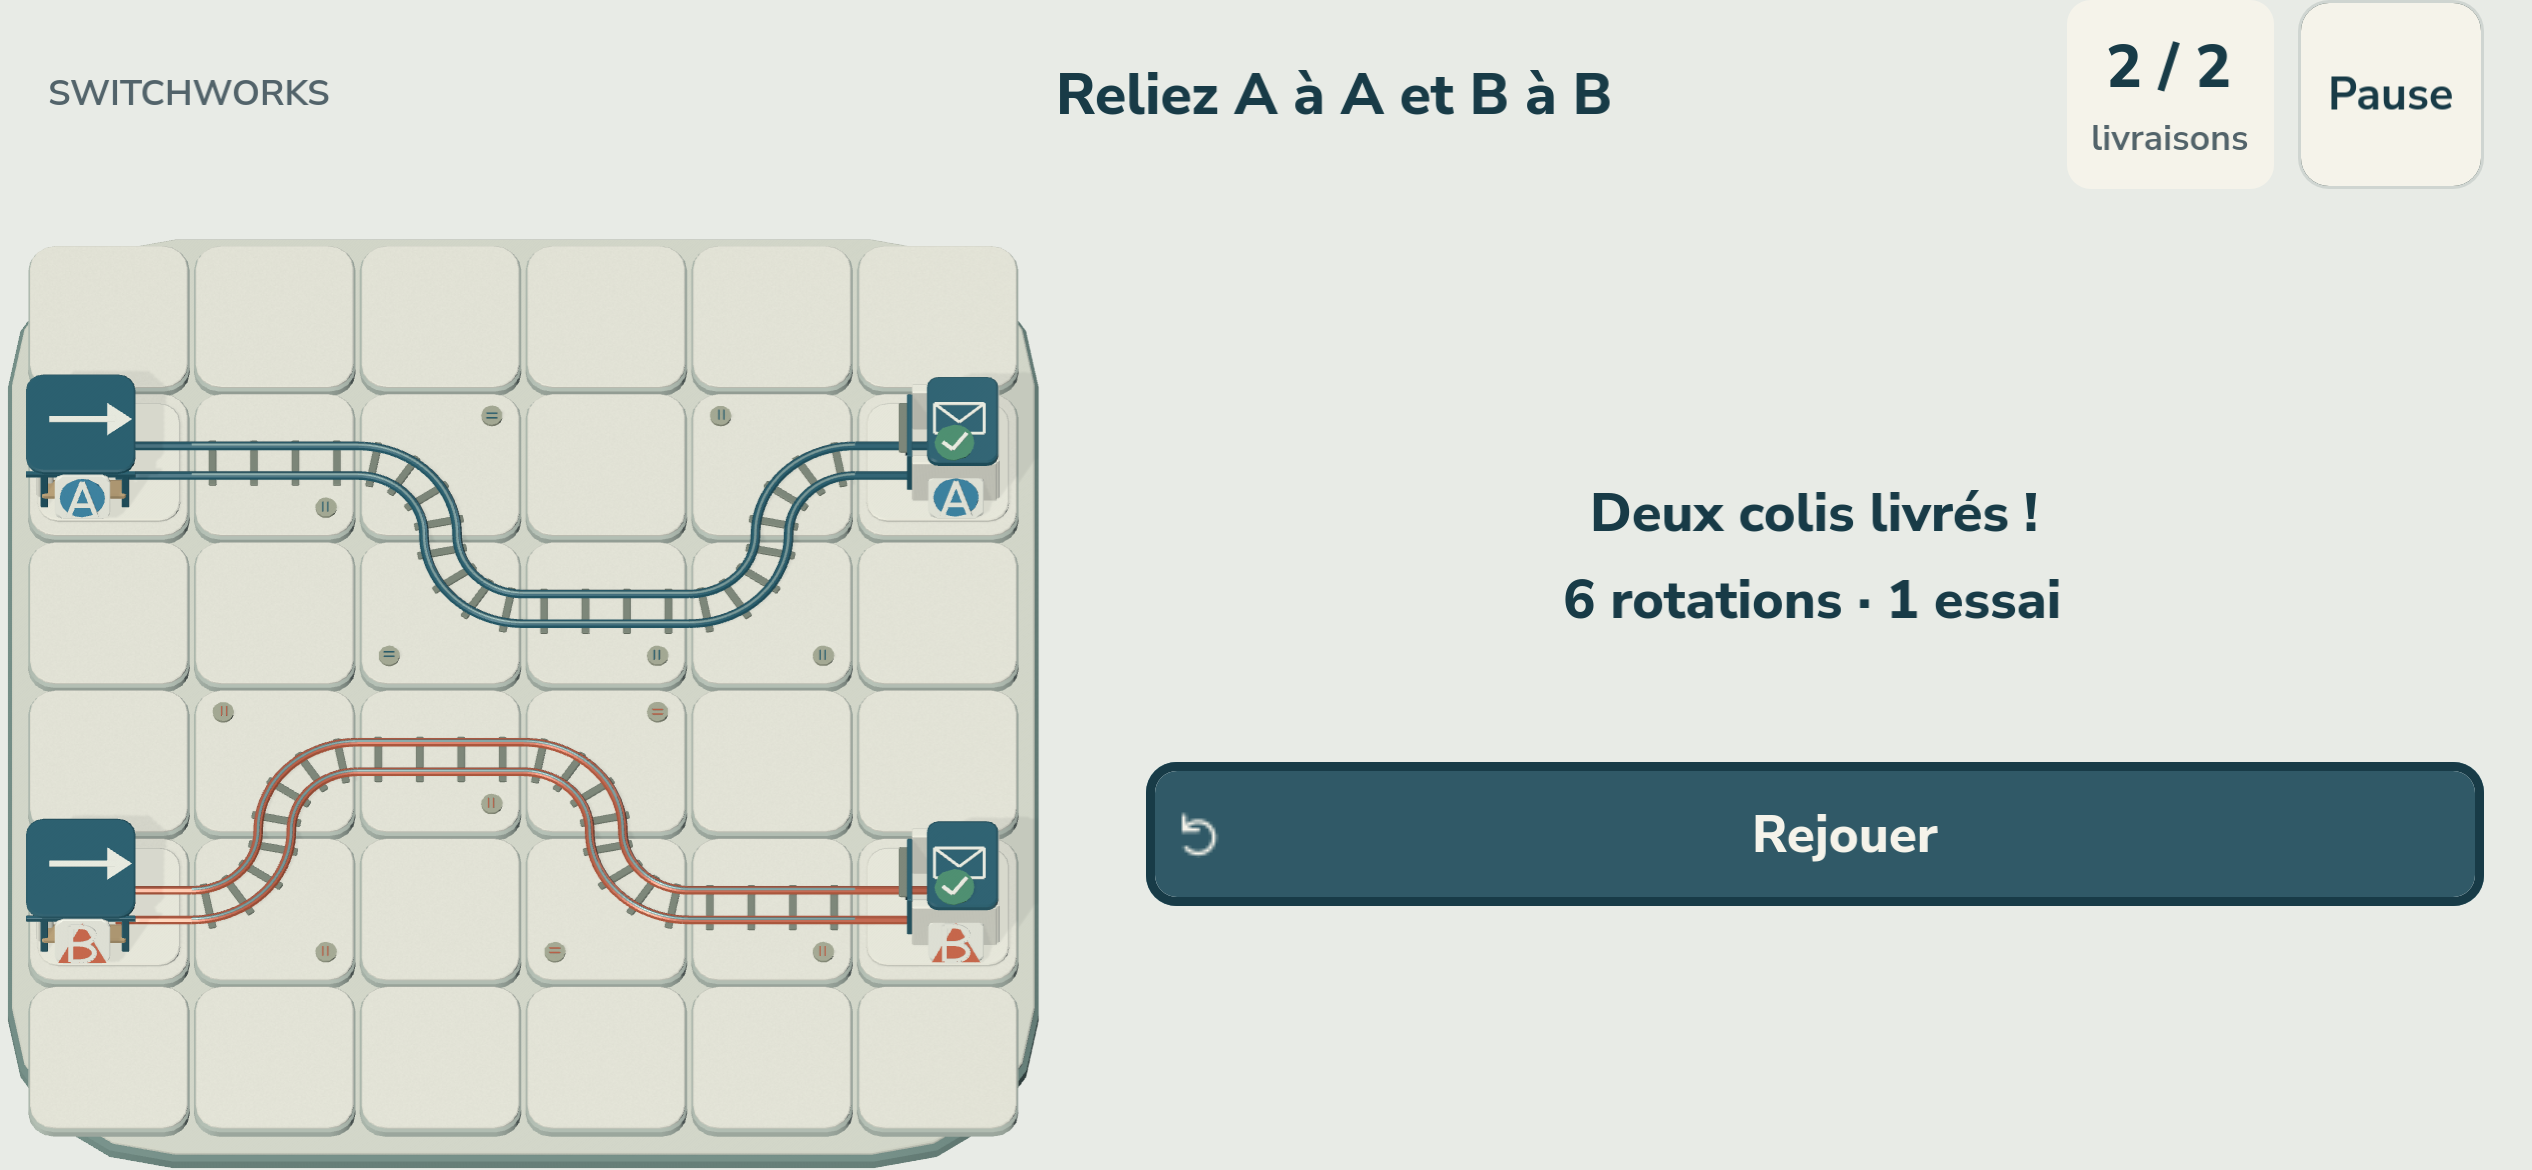 SWITCHWORKS
Reliez A à A et B à B
2 / 2
livraisons
Pause
A
A
Deux colis livrés !
6 rotations · 1 essai
Rejouer
B
B